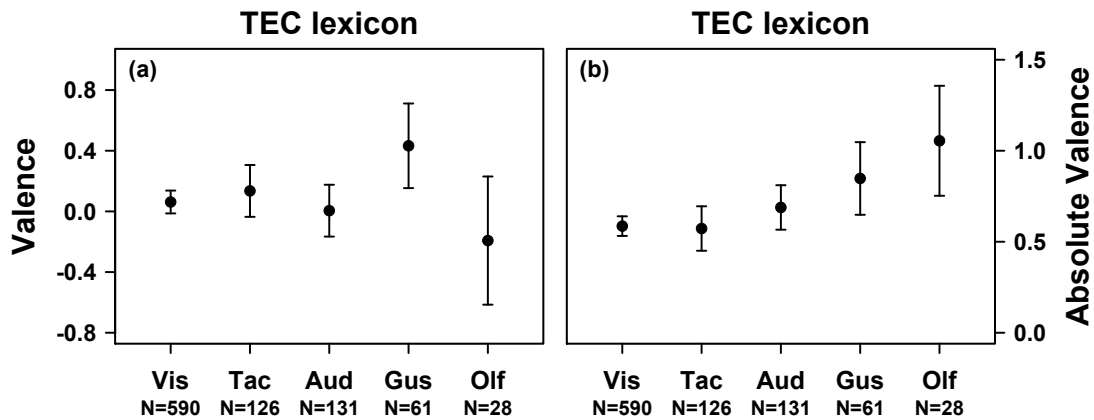 TEC lexicon
(a)
Valence
0.8
0.4
0.0
-0.4
-0.8
Vis Tac Aud Gus Olf
N=590 N=126 N=131 N=61 N=28
TEC lexicon
(b)
1.5
1.0
0.5
0.0
Absolute Valence
Vis Tac Aud Gus Olf
N=590 N=126 N=131 N=61 N=28